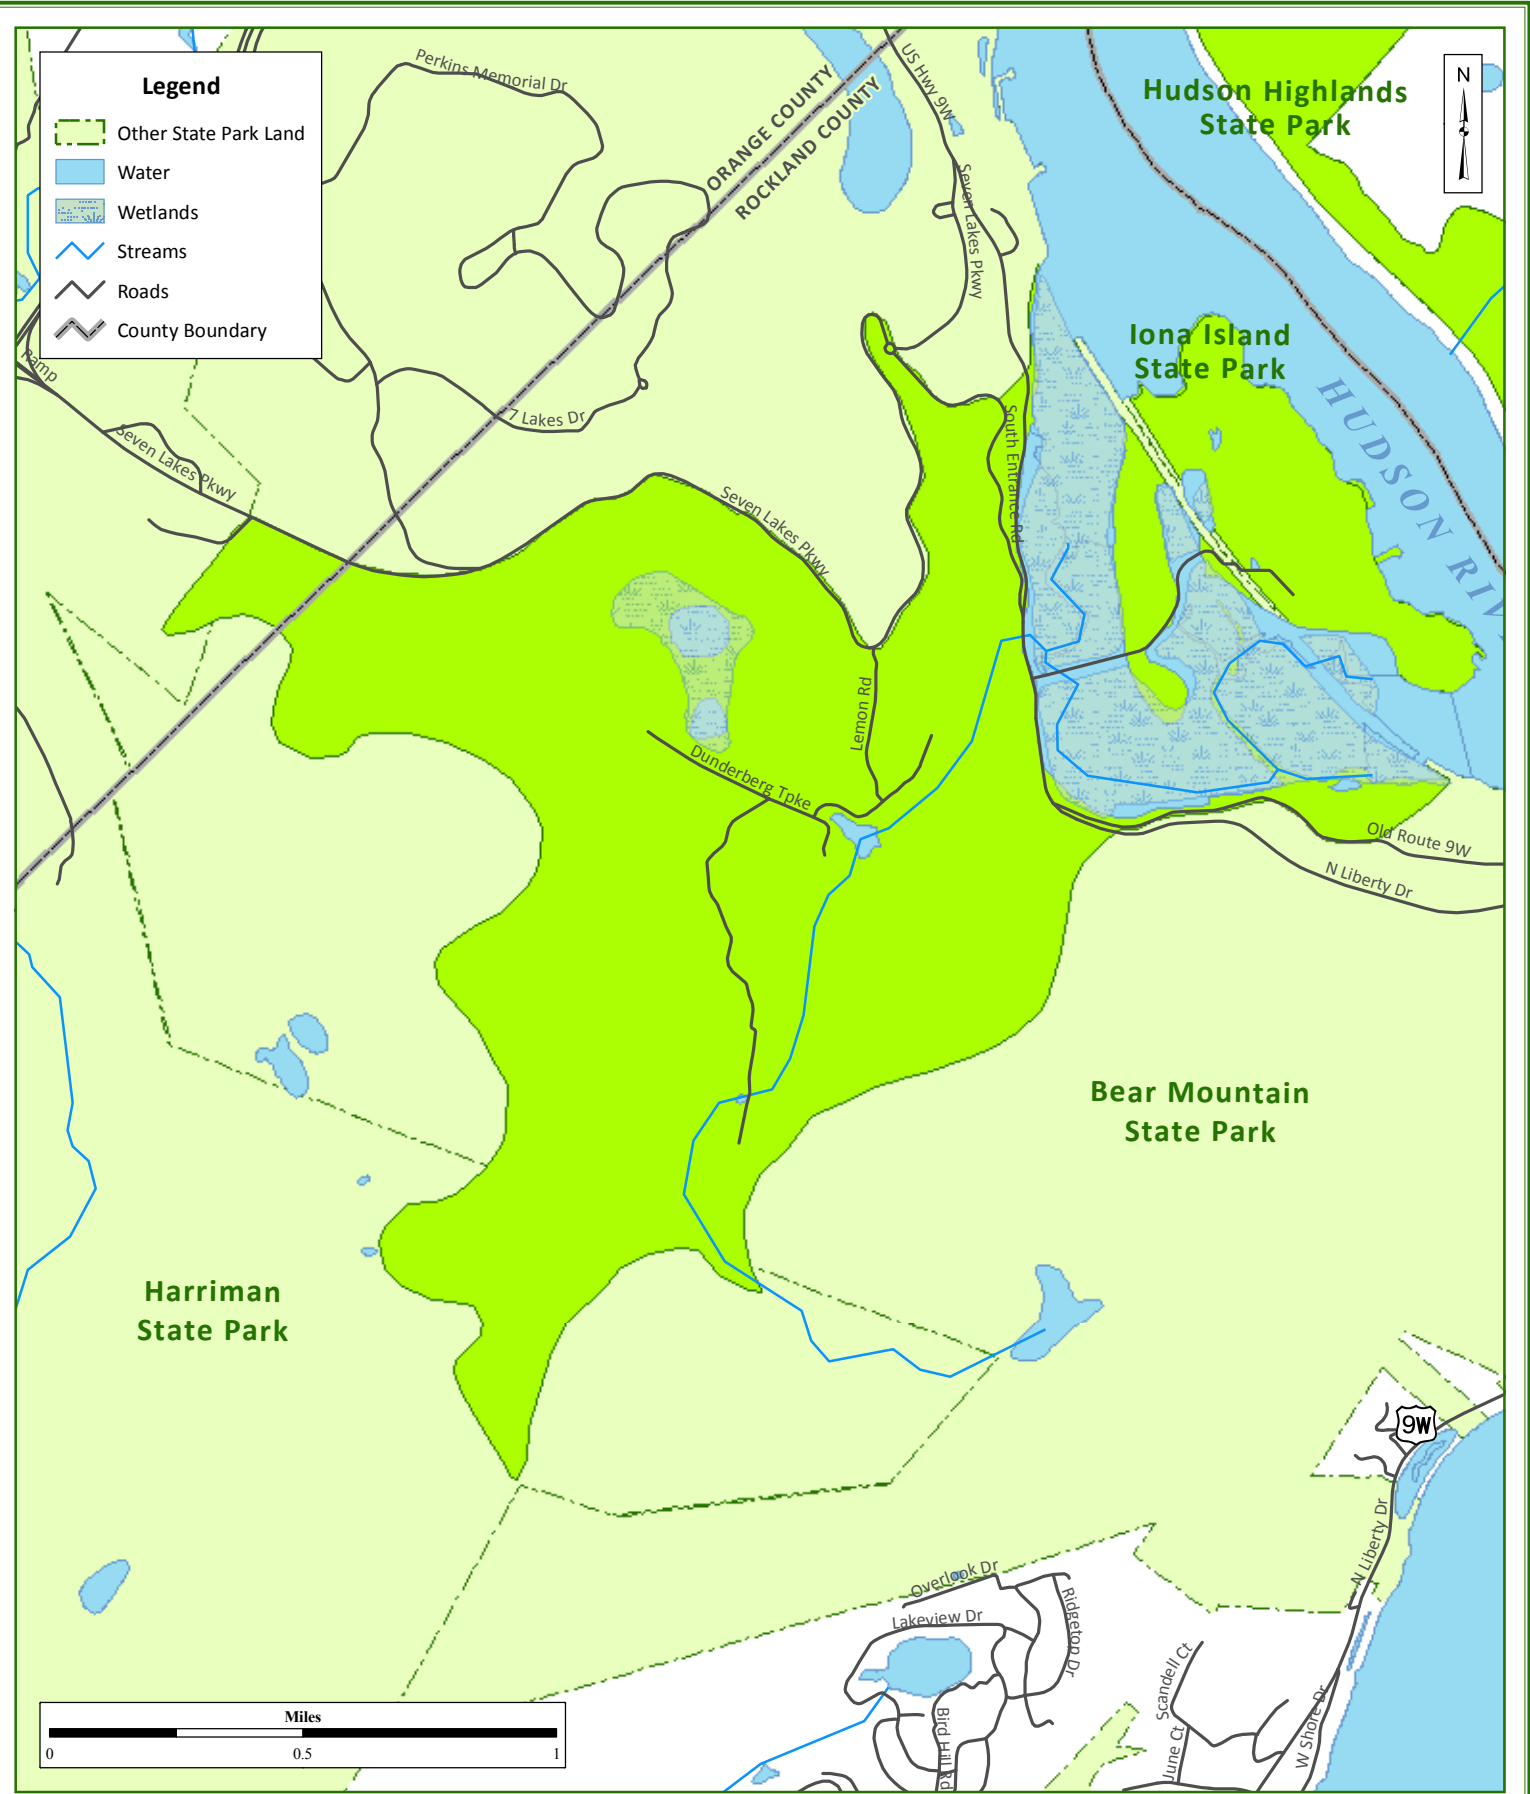 Legend
Other State Park Land
Water
Wetlands
Streams
Roads
County Boundary
Perkins Memorial Dr
ORANGE COUNTY
ROCKLAND COUNTY
US Hwy 9W
Seven Lakes Pkwy
Hudson Highlands
State Park
N
Iona Island
State Park
HUDSON RIV
Ramp
7 Lakes Dr
Seven Lakes Pkwy
Seven Lakes Pkwy
South Entrance Rd
Lemon Rd
Dunderberg Tpke
Old Route 9W
N Liberty Dr
Bear Mountain
State Park
Harriman
State Park
9W
N Liberty Dr
Overlook Dr
Lakeview Dr
Ridgetop Dr
Scandell Ct
June Ct
W Shore Dr
Bird Hill Rd
Miles
0
0.5
1